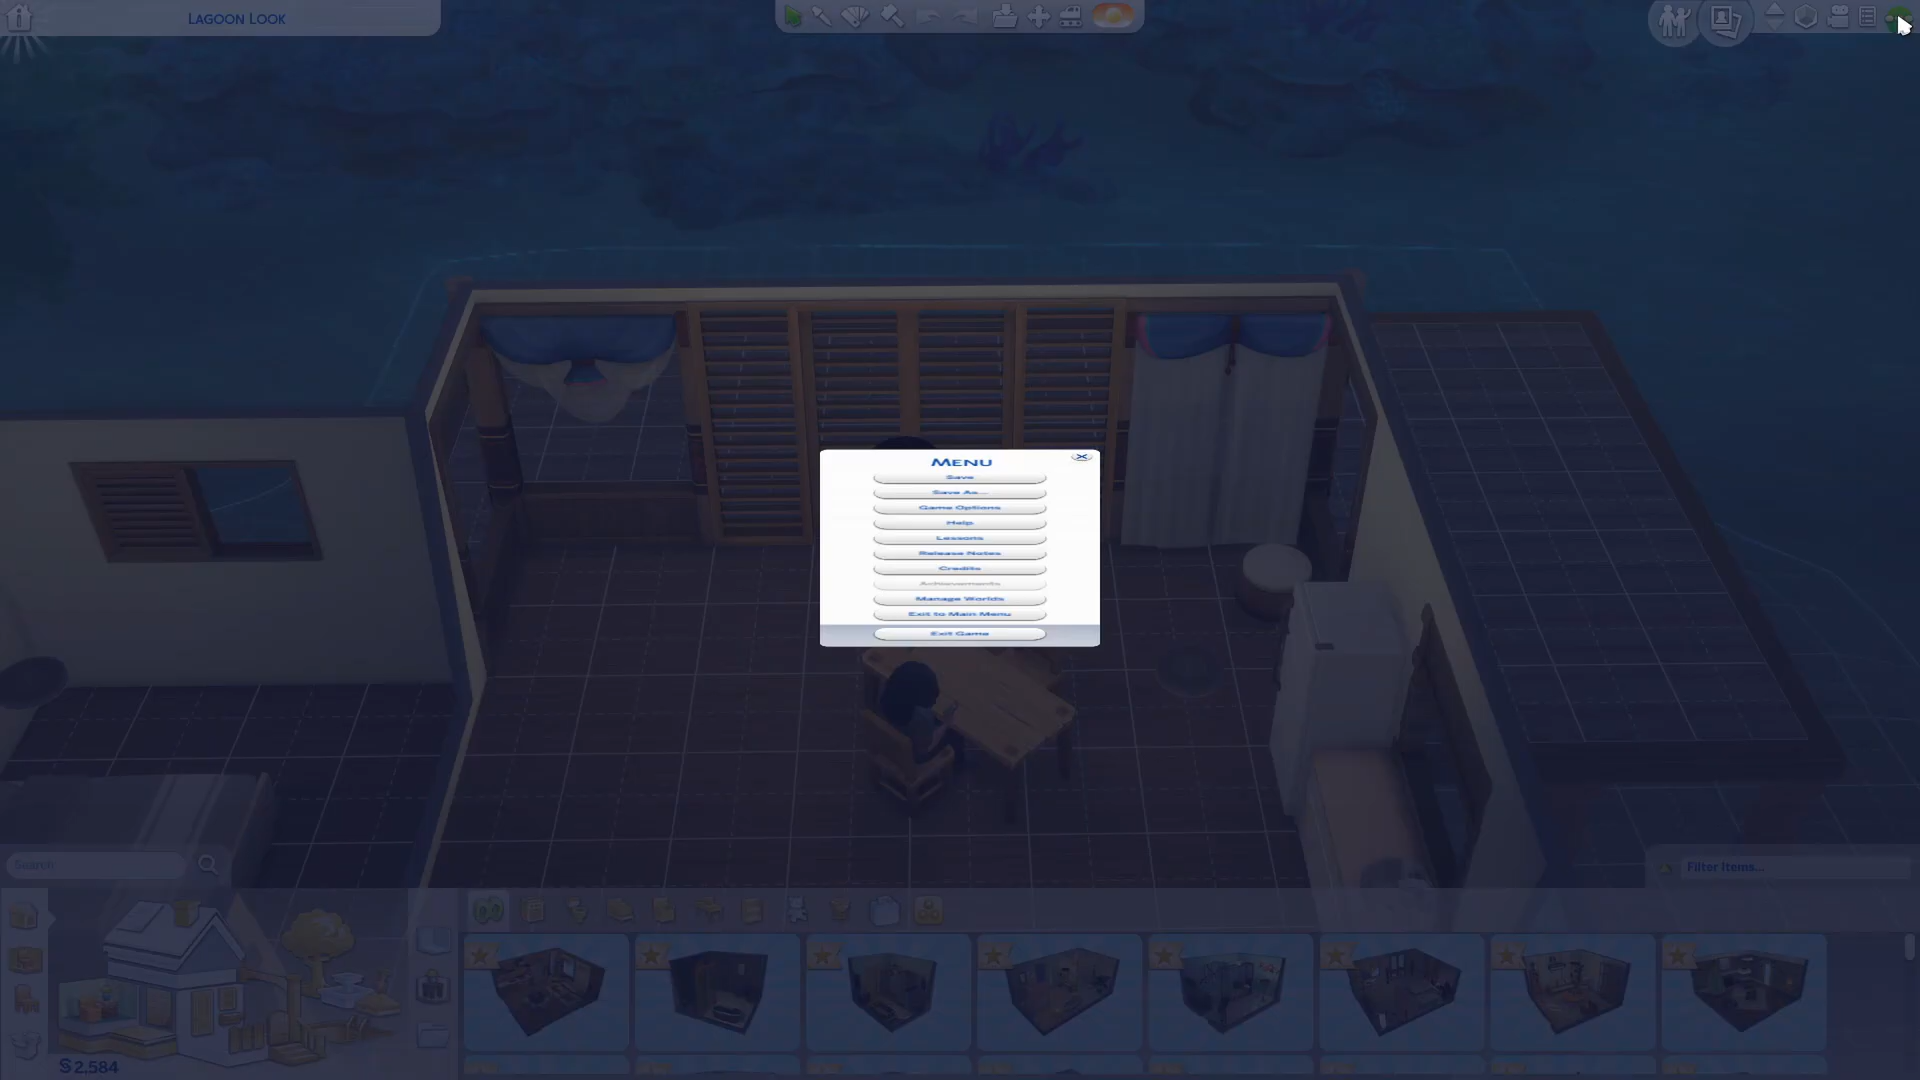 LAGOON LOOK
MENU
Save
Save As...
Game Options
Help
Lessons
Release Notes
Credits
Achievements
Manage Worlds
Exit to Main Menu
Exit Game
Search
Filter Items...
§2,584